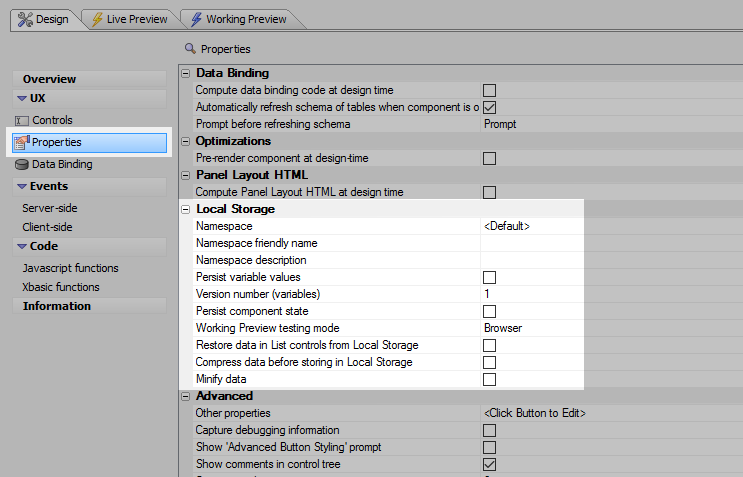 Design Live Preview Working Preview
Properties
Overview
UX
Controls
Properties
Data Binding
Events
Server-side
Client-side
Code
Javascript functions
Xbasic functions
Information
Data Binding
Compute data binding code at design time
Automatically refresh schema of tables when component is o
Prompt before refreshing schema Prompt
Optimizations
Pre-render component at design-time
Panel Layout HTML
Compute Panel Layout HTML at design time
Local Storage
Namespace <Default>
Namespace friendly name
Namespace description
Persist variable values
Version number (variables) 1
Persist component state
Working Preview testing mode Browser
Restore data in List controls from Local Storage
Compress data before storing in Local Storage
Minify data
Advanced
Other properties <Click Button to Edit>
Capture debugging information
Show 'Advanced Button Styling' prompt
Show comments in control tree